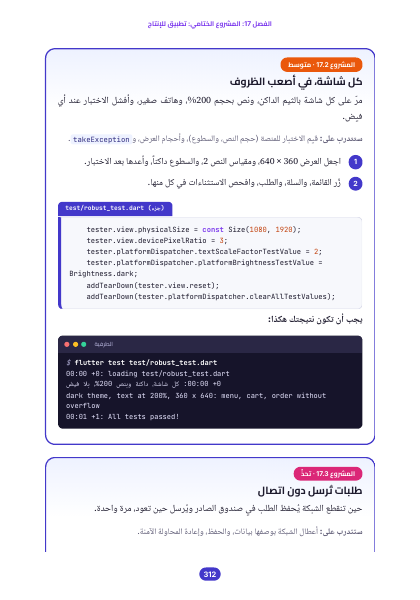 الفصل 17: المشروع الختامي: تطبيق للإنتاج
المشروع 17.2 · متوسط
كل شاشة، في أصعب الظروف
مرّ على كل شاشة بالثيم الداكن، ونص بحجم 200%، وهاتف صغير، وأفشل الاختبار عند أي
فيض.
ستتدرب على: قيم الاختبار للمنصة (حجم النص، والسطوع)، وأحجام العرض، و takeException.
1 اجعل العرض 360 × 640، ومقياس النص 2، والسطوع داكناً، وأعدها بعد الاختبار.
2 زُر القائمة، والسلة، والطلب، وافحص الاستثناءات في كل منها.
test/robust_test.dart (جزء)
tester.view.physicalSize = const Size(1080, 1920);
tester.view.devicePixelRatio = 3;
tester.platformDispatcher.textScaleFactorTestValue = 2;
tester.platformDispatcher.platformBrightnessTestValue =
Brightness.dark;
addTearDown(tester.view.reset);
addTearDown(tester.platformDispatcher.clearAllTestValues);
يجب أن تكون نتيجتك هكذا:
الطرفية
$ flutter test test/robust_test.dart
00:00 +0: loading test/robust_test.dart
00:00 +0: كل شاشة، داكنة وبنص 200%، بلا فيض
dark theme, text at 200%, 360 x 640: menu, cart, order without
overflow
00:01 +1: All tests passed!
المشروع 17.3 · تحدٍّ
طلبات تُرسل دون اتصال
حين تنقطع الشبكة يُحفظ الطلب في صندوق الصادر ويُرسل حين تعود، مرة واحدة.
ستتدرب على: أعطال الشبكة بوصفها بيانات، والحفظ، وإعادة المحاولة الآمنة.
312